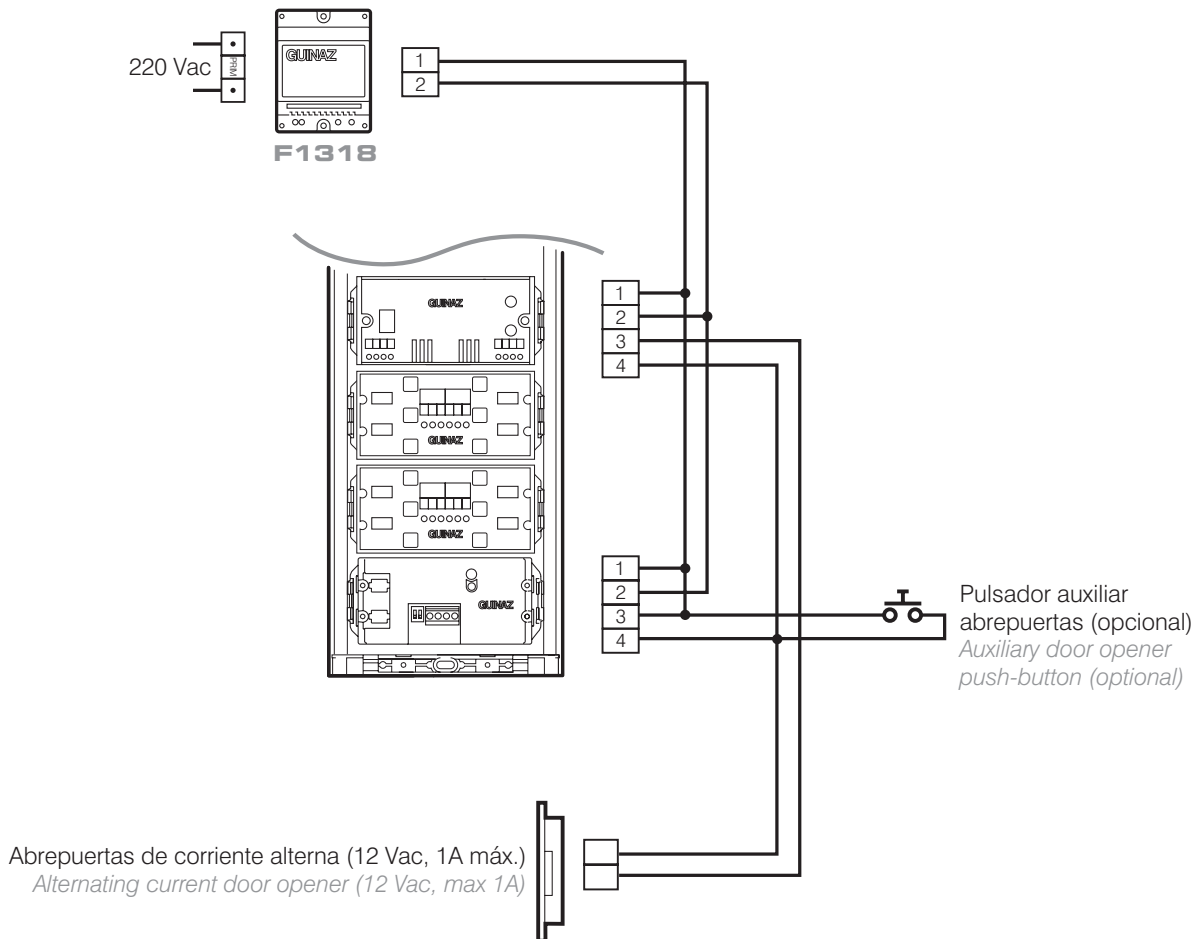 220 Vac
PRIM
GUINAZ
1
2
F1318
GUINAZ
1
2
3
4
GUINAZ
GUINAZ
GUINAZ
1
2
3
4
Pulsador auxiliar
abrepuertas (opcional)
Auxiliary door opener
push-button (optional)
Abrepuertas de corriente alterna (12 Vac, 1A máx.)
Alternating current door opener (12 Vac, max 1A)